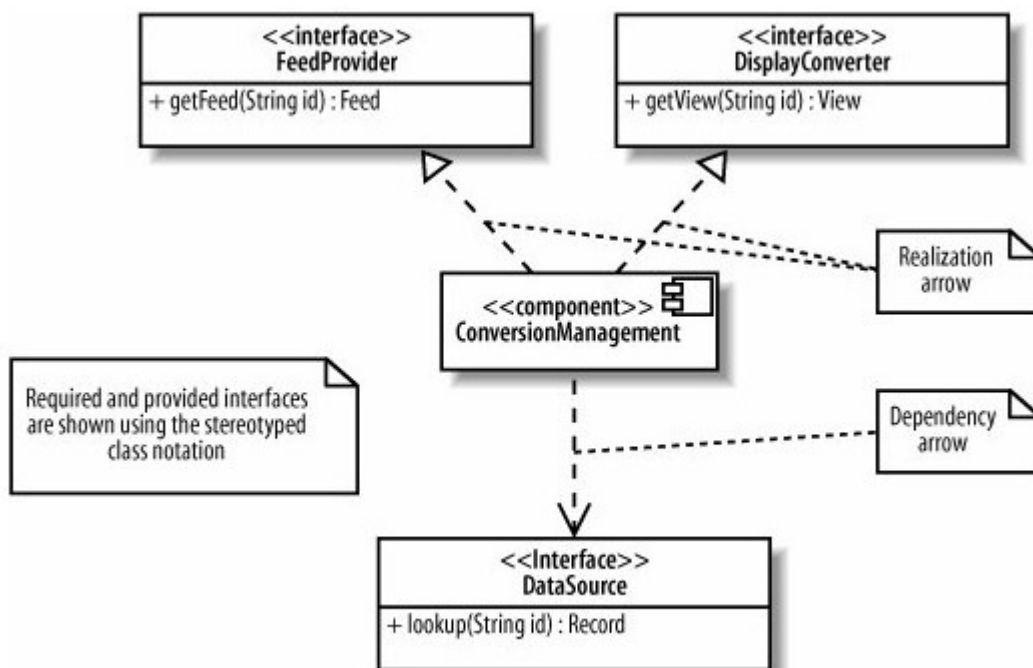 <<interface>>
FeedProvider
+ getFeed(String id) : Feed
<<interface>>
DisplayConverter
+ getView(String id) : View
Realization
arrow
<<component>>
ConversionManagement
Required and provided interfaces
are shown using the stereotyped
class notation
Dependency
arrow
<<Interface>>
DataSource
+ lookup(String id) : Record